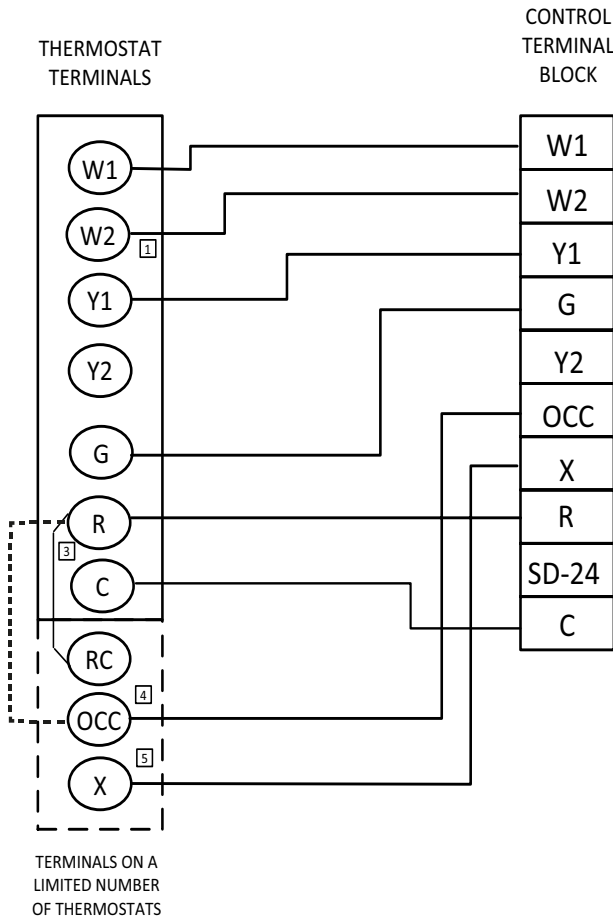 THERMOSTAT
TERMINALS
W1
W2
1
Y1
Y2
G
R
3
C
RC
4
OCC
5
X
TERMINALS ON A
LIMITED NUMBER
OF THERMOSTATS
CONTROL
TERMINAL
BLOCK
W1
W2
Y1
G
Y2
OCC
X
R
SD-24
C